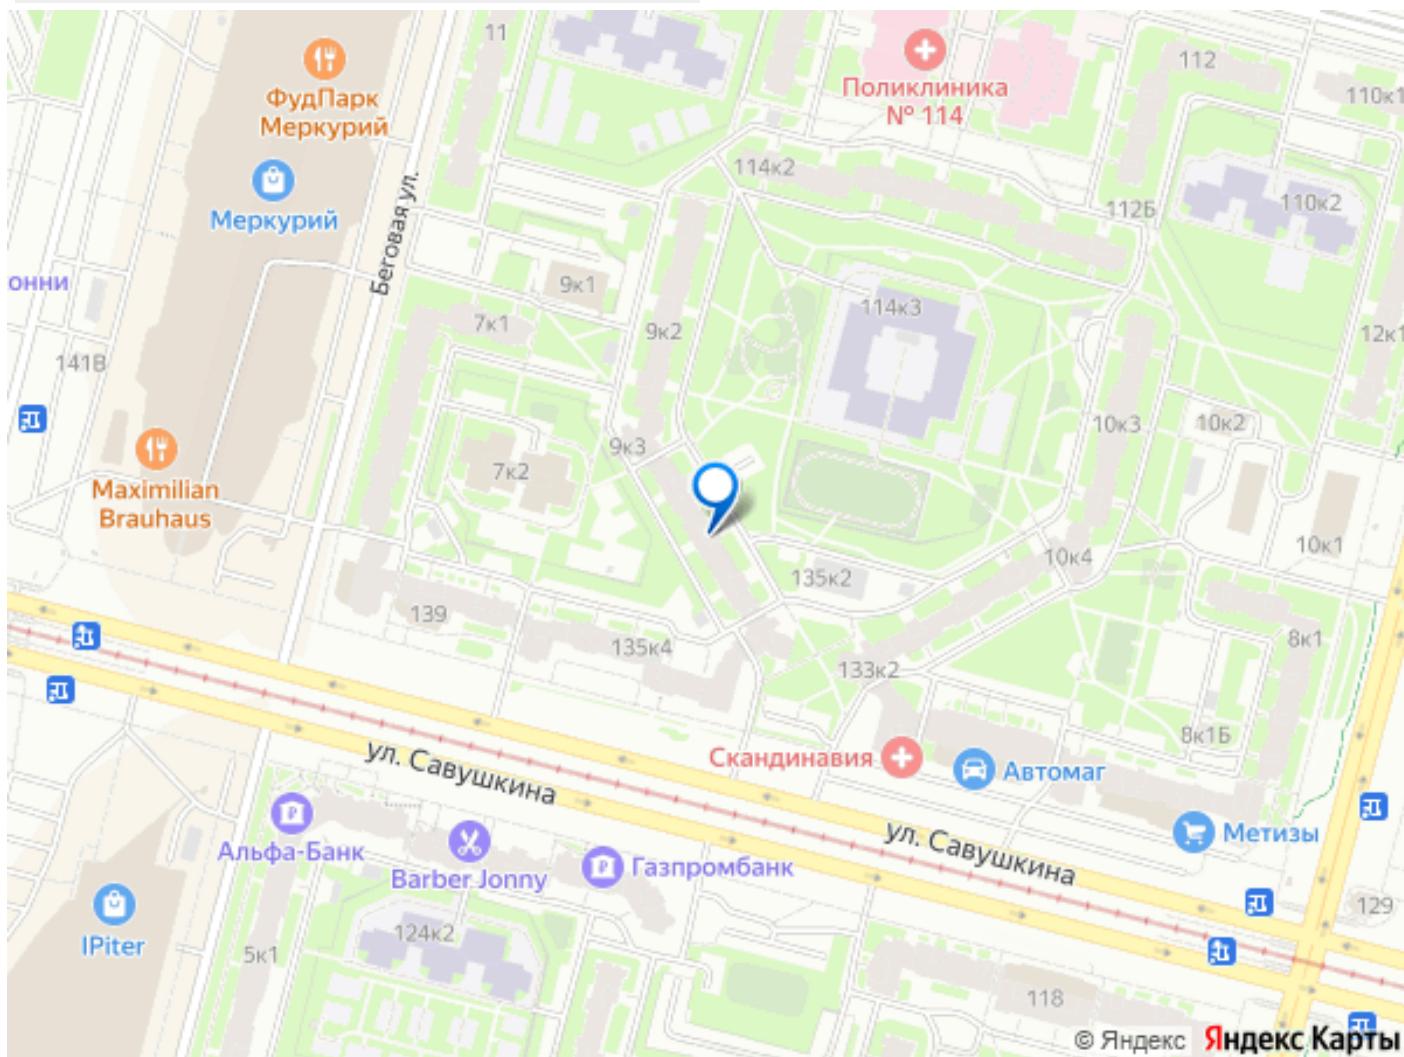 11
112
ФудПарк
Меркурий
Поликлиника
№ 114
110к1
114к2
Меркурий
Беговая ул.
112Б
110к2
онни
9к1
114к3
7к1
9к2
12к1
141В
10к3
10к2
9к3
7к2
Maximilian
Brauhaus
10к1
10к4
135к2
139
135к4
8к1
133к2
8к1Б
Скандинавия
Автомаг
ул. Савушкина
Метизы
ул. Савушкина
Альфа-Банк
Barber Jonny
Газпромбанк
129
IPiter
124к2
5к1
118
© Яндекс Яндекс Карты